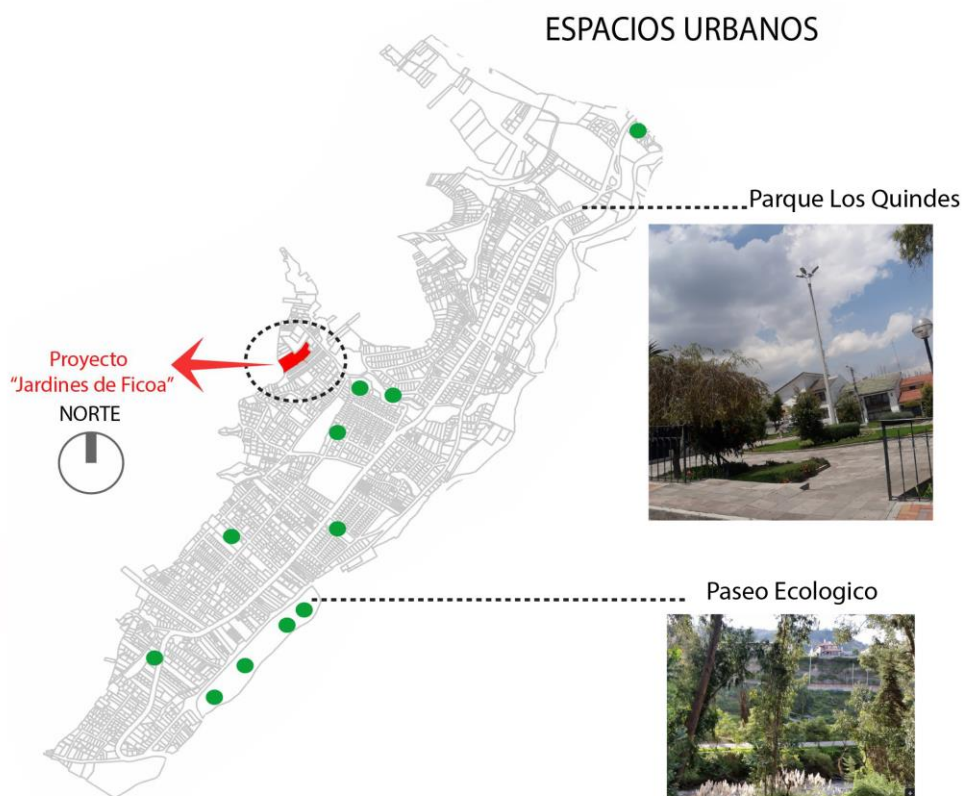 ESPACIOS URBANOS
Parque Los Quindes
Proyecto
"Jardines de Ficoa"
NORTE
Paseo Ecologico